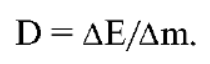 D = ΔE/Δm.